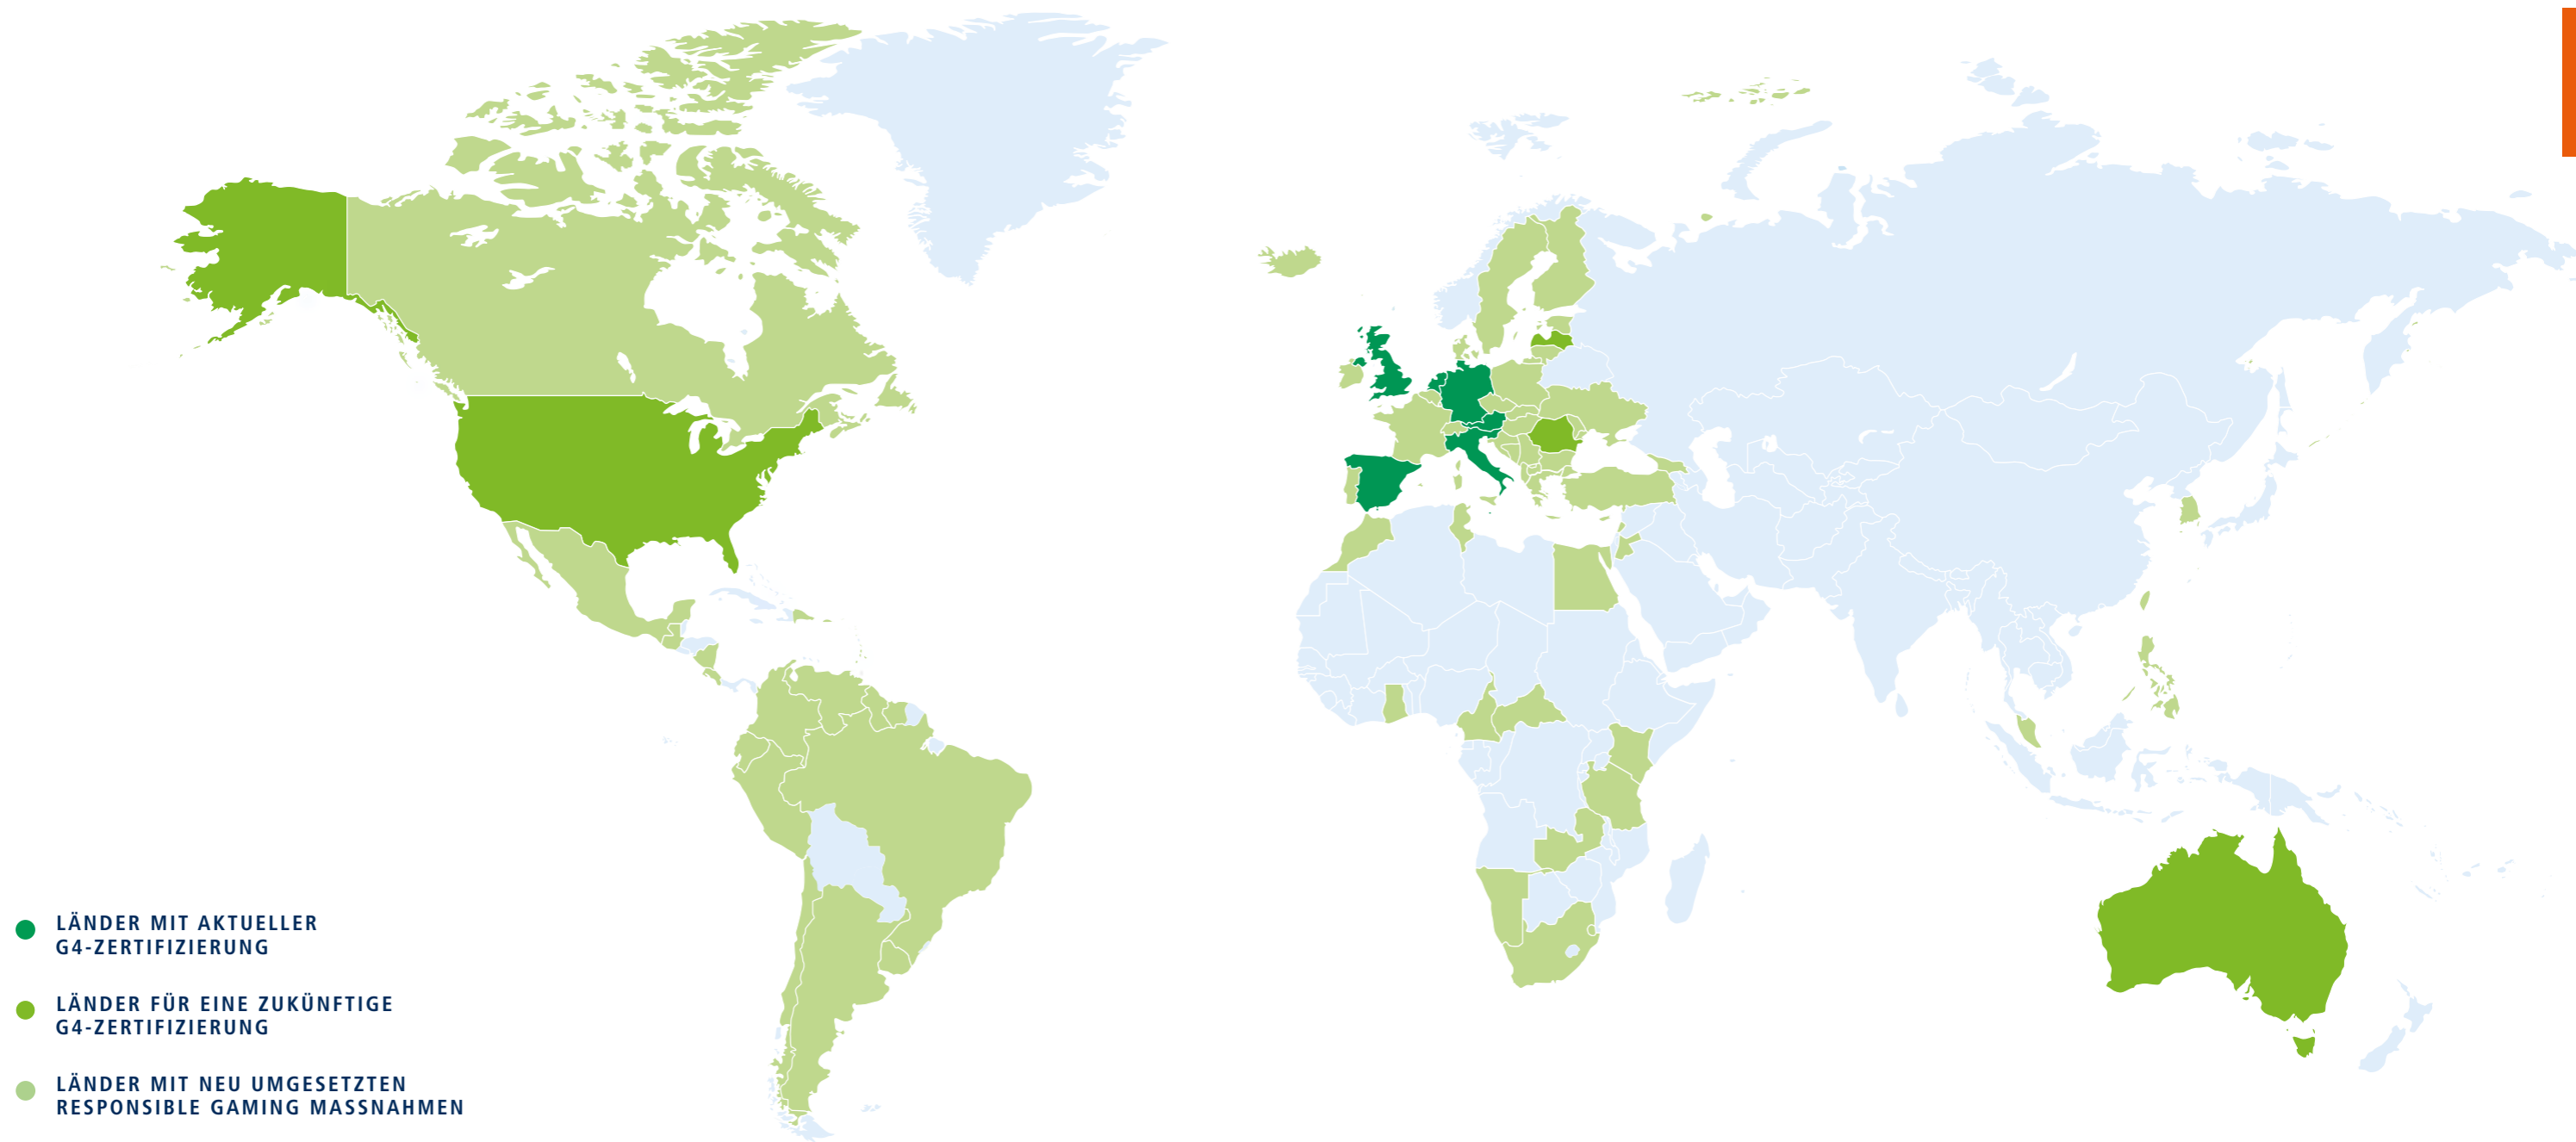 LÄNDER MIT AKTUELLER
G4-ZERTIFIZIERUNG
LÄNDER FÜR EINE ZUKÜNFTIGE
G4-ZERTIFIZIERUNG
LÄNDER MIT NEU UMGESETZTEN
RESPONSIBLE GAMING MASSNAHMEN